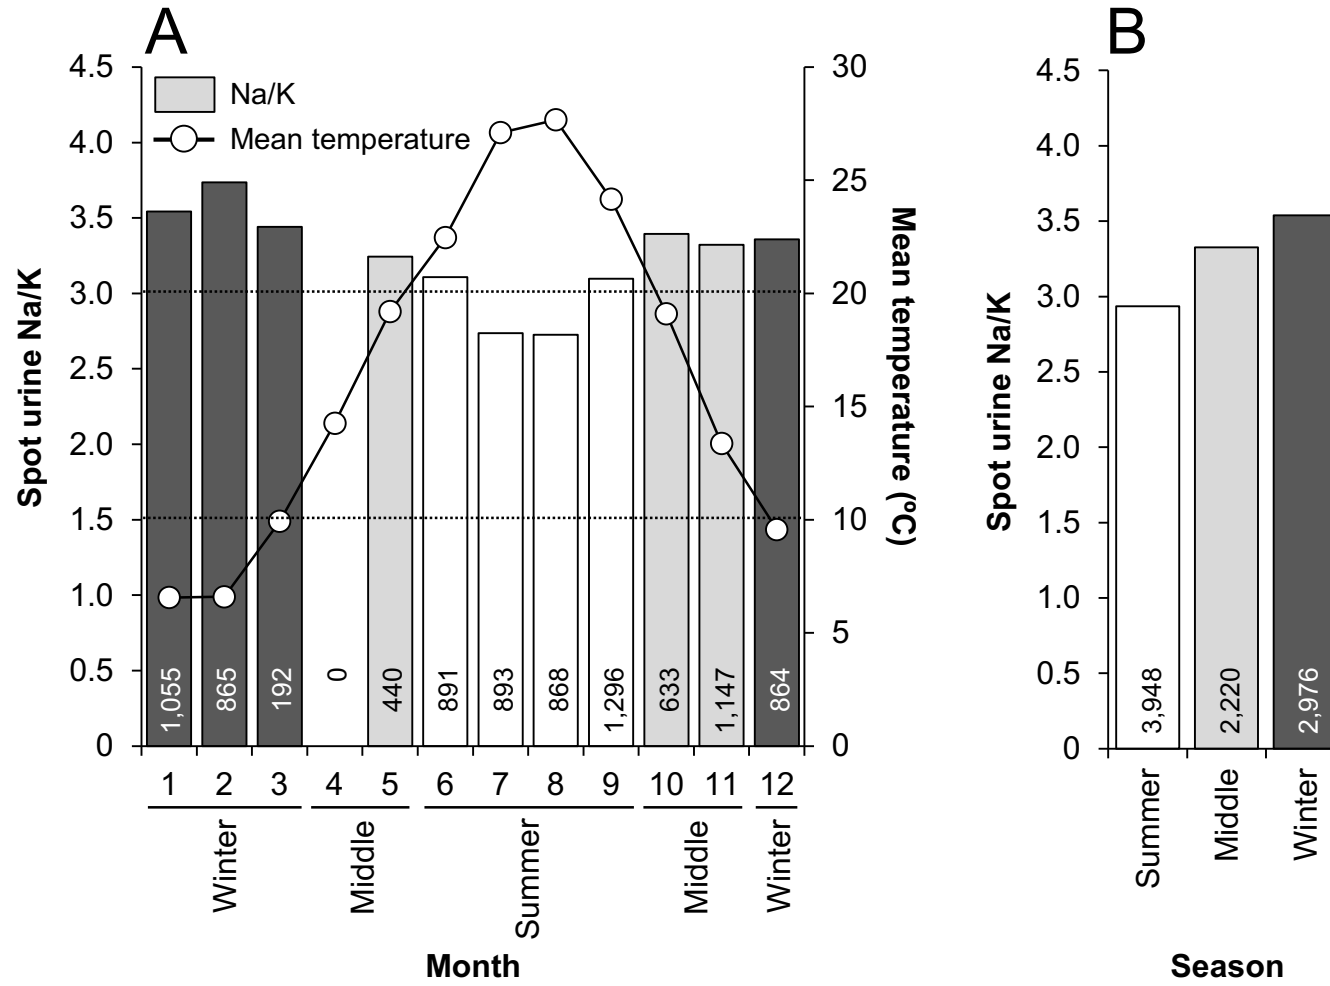 A
4.5
4.0
3.5
3.0
2.5
2.0
1.5
1.0
0.5
0
Spot urine Na/K
Na/K
Mean temperature
30
25
20
15
10
5
0
Mean temperature (ºC)
1,055
865
192
0
440
891
893
868
1,296
633
1,147
864
1 2 3 4 5 6 7 8 9 10 11 12
Winter
Middle
Summer
Middle
Winter
Month
B
4.5
4.0
3.5
3.0
2.5
2.0
1.5
1.0
0.5
0
Spot urine Na/K
3,948
2,220
2,976
Summer
Middle
Winter
Season